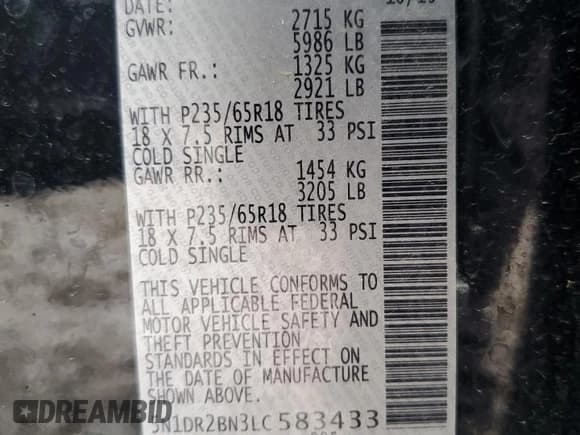 DATE:
GVWR: 2715 KG
5986 LB
GAWR FR.: 1325 KG
2921 LB
WITH P235/65R18 TIRES
18 X 7.5 RIMS AT 33 PSI
COLD SINGLE
GAWR RR.: 1454 KG
3205 LB
WITH P235/65R18 TIRES
18 X 7.5 RIMS AT 33 PSI
COLD SINGLE
THIS VEHICLE CONFORMS TO
ALL APPLICABLE FEDERAL
MOTOR VEHICLE SAFETY AND
THEFT PREVENTION
STANDARDS IN EFFECT ON
THE DATE OF MANUFACTURE
SHOWN ABOVE.
5N1DR2BN3LC583433
AUTOHELPERBOT.COM